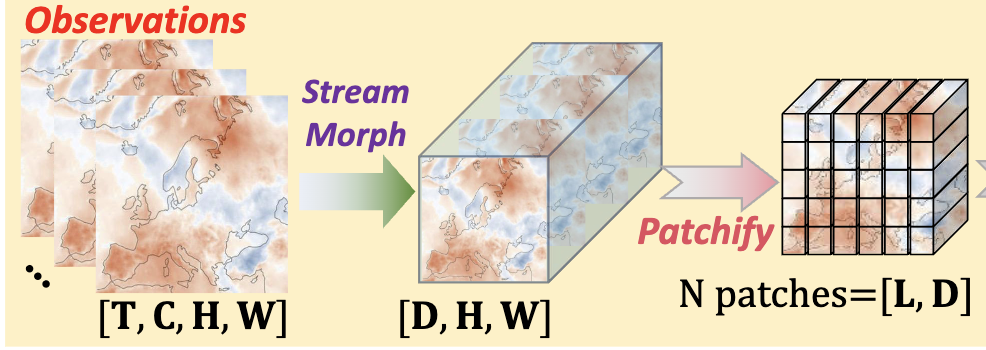 Observations
Stream
Morph
Patchify
[T, C, H, W]
[D, H, W]
N patches=[L, D]